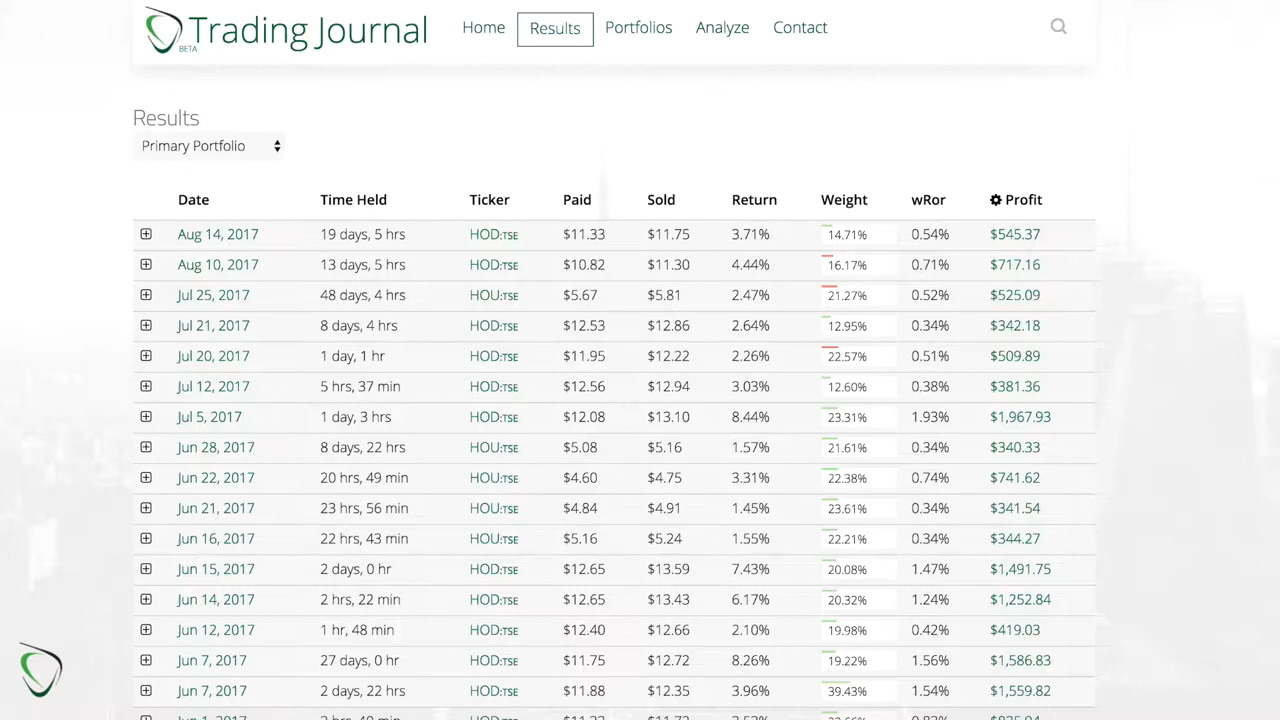 Trading Journal
BETA
Home Results Portfolios Analyze Contact
Results
Primary Portfolio
Date Time Held Ticker Paid Sold Return Weight wRor Profit
Aug 14, 2017 19 days, 5 hrs HOD:TSE $11.33 $11.75 3.71% 14.71% 0.54% $545.37
Aug 10, 2017 13 days, 5 hrs HOD:TSE $10.82 $11.30 4.44% 16.17% 0.71% $717.16
Jul 25, 2017 48 days, 4 hrs HOU:TSE $5.67 $5.81 2.47% 21.27% 0.52% $525.09
Jul 21, 2017 8 days, 4 hrs HOD:TSE $12.53 $12.86 2.64% 12.95% 0.34% $342.18
Jul 20, 2017 1 day, 1 hr HOD:TSE $11.95 $12.22 2.26% 22.57% 0.51% $509.89
Jul 12, 2017 5 hrs, 37 min HOD:TSE $12.56 $12.94 3.03% 12.60% 0.38% $381.36
Jul 5, 2017 1 day, 3 hrs HOD:TSE $12.08 $13.10 8.44% 23.31% 1.93% $1,967.93
Jun 28, 2017 8 days, 22 hrs HOU:TSE $5.08 $5.16 1.57% 21.61% 0.34% $340.33
Jun 22, 2017 20 hrs, 49 min HOU:TSE $4.60 $4.75 3.31% 22.38% 0.74% $741.62
Jun 21, 2017 23 hrs, 56 min HOU:TSE $4.84 $4.91 1.45% 23.61% 0.34% $341.54
Jun 16, 2017 22 hrs, 43 min HOU:TSE $5.16 $5.24 1.55% 22.21% 0.34% $344.27
Jun 15, 2017 2 days, 0 hr HOD:TSE $12.65 $13.59 7.43% 20.08% 1.47% $1,491.75
Jun 14, 2017 2 hrs, 22 min HOD:TSE $12.65 $13.43 6.17% 20.32% 1.24% $1,252.84
Jun 12, 2017 1 hr, 48 min HOD:TSE $12.40 $12.66 2.10% 19.98% 0.42% $419.03
Jun 7, 2017 27 days, 0 hr HOD:TSE $11.75 $12.72 8.26% 19.22% 1.56% $1,586.83
Jun 7, 2017 2 days, 22 hrs HOD:TSE $11.88 $12.35 3.96% 39.43% 1.54% $1,559.82